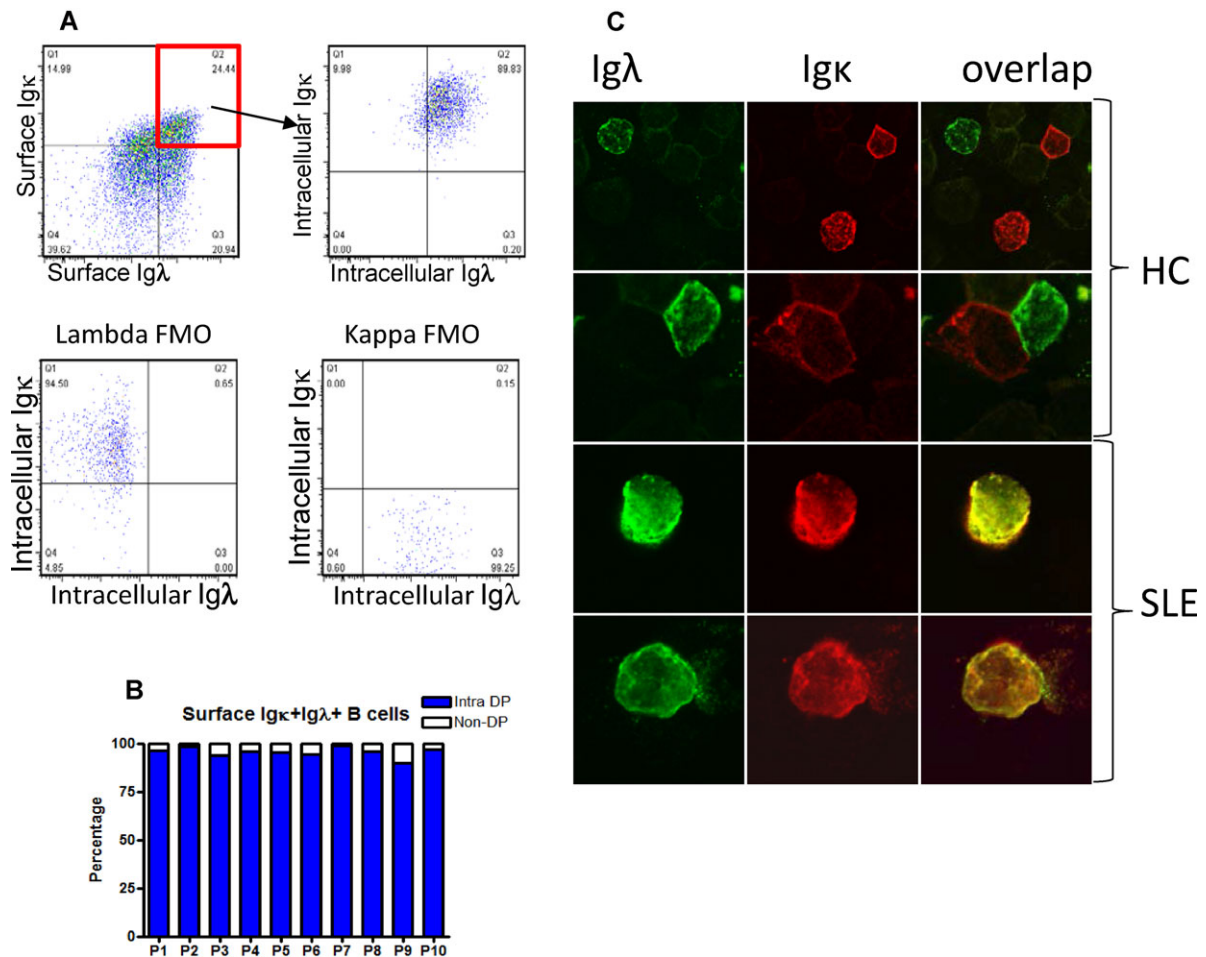 A
Q1
14.99
Q2
24.44
Q4
39.62
Q3
20.94
Surface Igκ
Surface Igλ
Q1
9.98
Q2
89.83
Q4
0.00
Q3
0.20
Intracellular Igκ
Intracellular Igλ
Lambda FMO
Q1
94.50
Q2
0.65
Q4
4.85
Q3
0.00
Intracellular Igκ
Intracellular Igλ
Kappa FMO
Q1
0.00
Q2
0.15
Q4
0.60
Q3
99.25
Intracellular Igκ
Intracellular Igλ
B
Surface Igκ+Igλ+ B cells
Intra DP
Non-DP
Percentage
100
75
50
25
0
P1 P2 P3 P4 P5 P6 P7 P8 P9 P10
C
Igλ Igκ overlap
HC
SLE